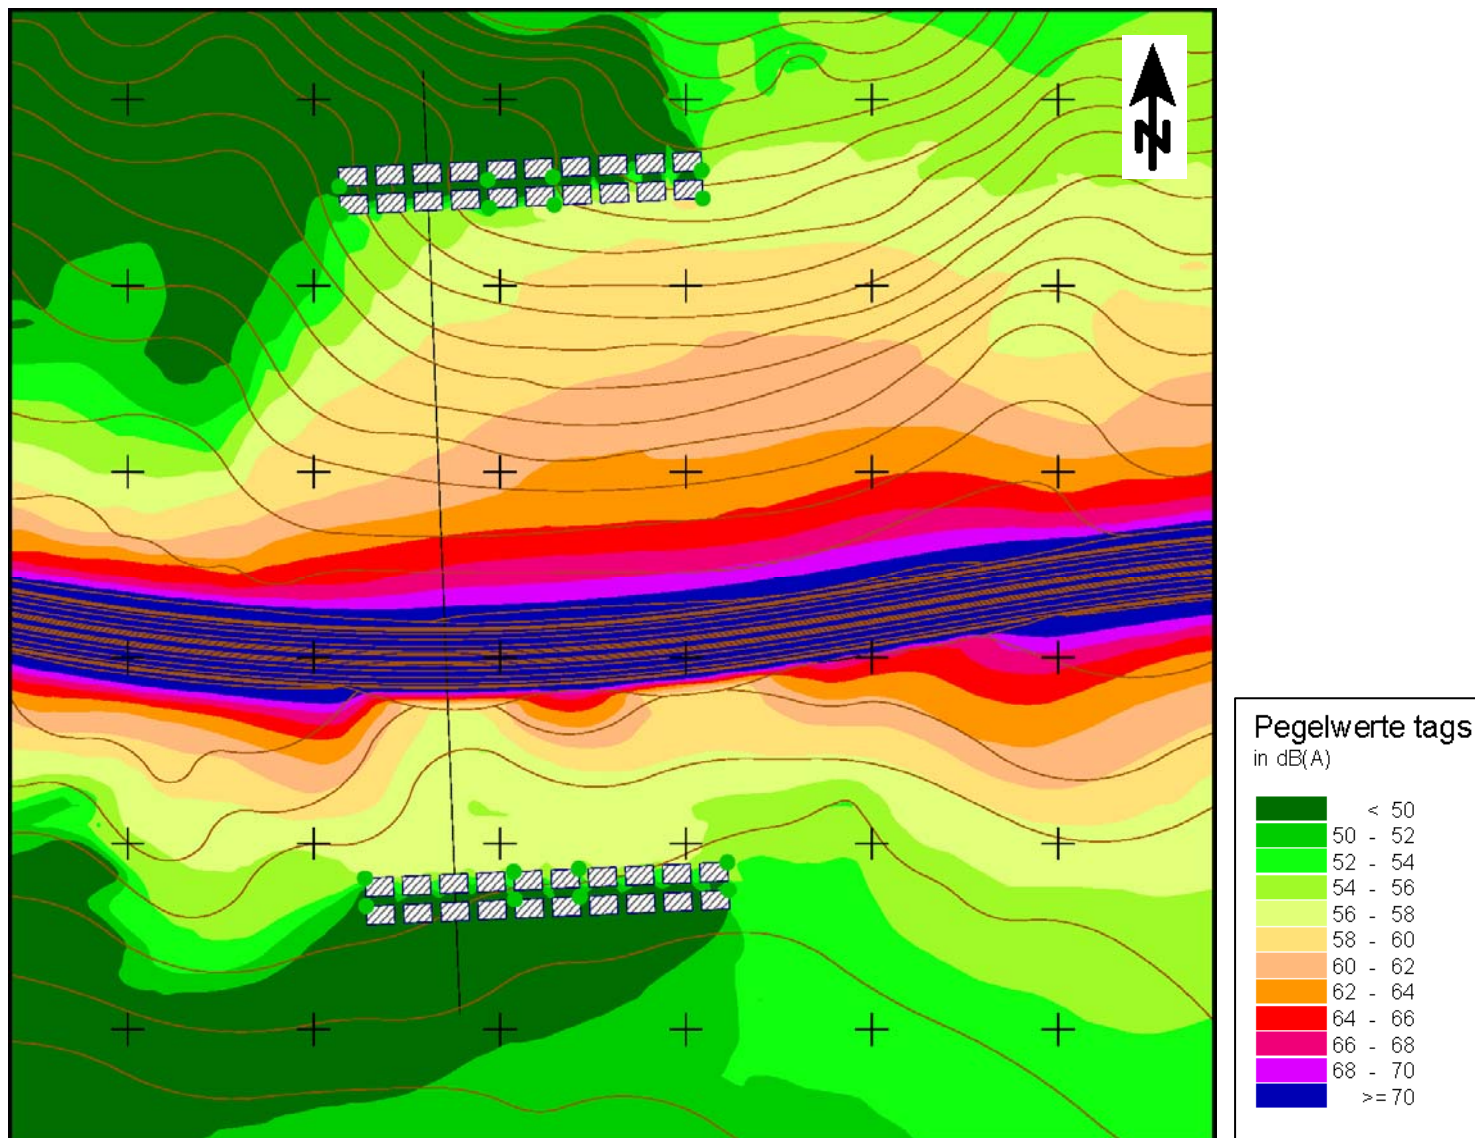 N
Pegelwerte tags
in dB(A)
< 50
50 - 52
52 - 54
54 - 56
56 - 58
58 - 60
60 - 62
62 - 64
64 - 66
66 - 68
68 - 70
>= 70